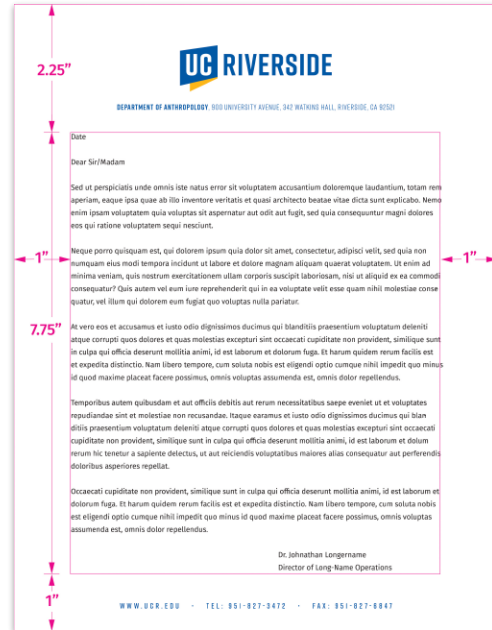 2.25”
UC RIVERSIDE
DEPARTMENT OF ANTHROPOLOGY, 900 UNIVERSITY AVENUE, 342 WATKINS HALL, RIVERSIDE, CA 92521
Date
Dear Sir/Madam
Sed ut perspiciatis unde omnis iste natus error sit voluptatem accusantium doloremque laudantium, totam rem
aperiam, eaque ipsa quae ab illo inventore veritatis et quasi architecto beatae vitae dicta sunt explicabo. Nemo
enim ipsam voluptatem quia voluptas sit aspernatur aut odit aut fugit, sed quia consequuntur magni dolores
eos qui ratione voluptatem sequi nesciunt.
Neque porro quisquam est, qui dolorem ipsum quia dolor sit amet, consectetur, adipisci velit, sed quia non
numquam eius modi tempora incidunt ut labore et dolore magnam aliquam quaerat voluptatem. Ut enim ad
1”
1”
minima veniam, quis nostrum exercitationem ullam corporis suscipit laboriosam, nisi ut aliquid ex ea commodi
consequatur? Quis autem vel eum iure reprehenderit qui in ea voluptate velit esse quam nihil molestiae conse
quatur, vel illum qui dolorem eum fugiat quo voluptas nulla pariatur.
7.75”
At vero eos et accusamus et iusto odio dignissimos ducimus qui blanditiis praesentium voluptatum deleniti
atque corrupti quos dolores et quas molestias excepturi sint occaecati cupiditate non provident, similique sunt
in culpa qui officia deserunt mollitia animi, id est laborum et dolorum fuga. Et harum quidem rerum facilis est
et expedita distinctio. Nam libero tempore, cum soluta nobis est eligendi optio cumque nihil impedit quo minus
id quod maxime placeat facere possimus, omnis voluptas assumenda est, omnis dolor repellendus.
Temporibus autem quibusdam et aut officiis debitis aut rerum necessitatibus saepe eveniet ut et voluptates
repudiandae sint et molestiae non recusandae. Itaque earamus et iusto odio dignissimos ducimus qui blan
ditiis praesentium voluptatum deleniti atque corrupti quos dolores et quas molestias excepturi sint occaecati
cupiditate non provident, similique sunt in culpa qui officia deserunt mollitia animi, id est laborum et dolum
rerum hic tenetur a sapiente delectus, ut aut reiciendis voluptatibus maiores alias consequatur aut perferendis
doloribus asperiores repellat.
Occaecati cupiditate non provident, similique sunt in culpa qui officia deserunt mollitia animi, id est laborum et
dolorum fuga. Et harum quidem rerum facilis est et expedita distinctio. Nam libero tempore, cum soluta nobis
est eligendi optio cumque nihil impedit quo minus id quod maxime placeat facere possimus, omnis voluptas
assumenda est, omnis dolor repellendus.
Dr. Johnathan Longername
Director of Long-Name Operations
1”
WWW.UCR.EDU • TEL: 951-827-3472 • FAX: 951-827-6847